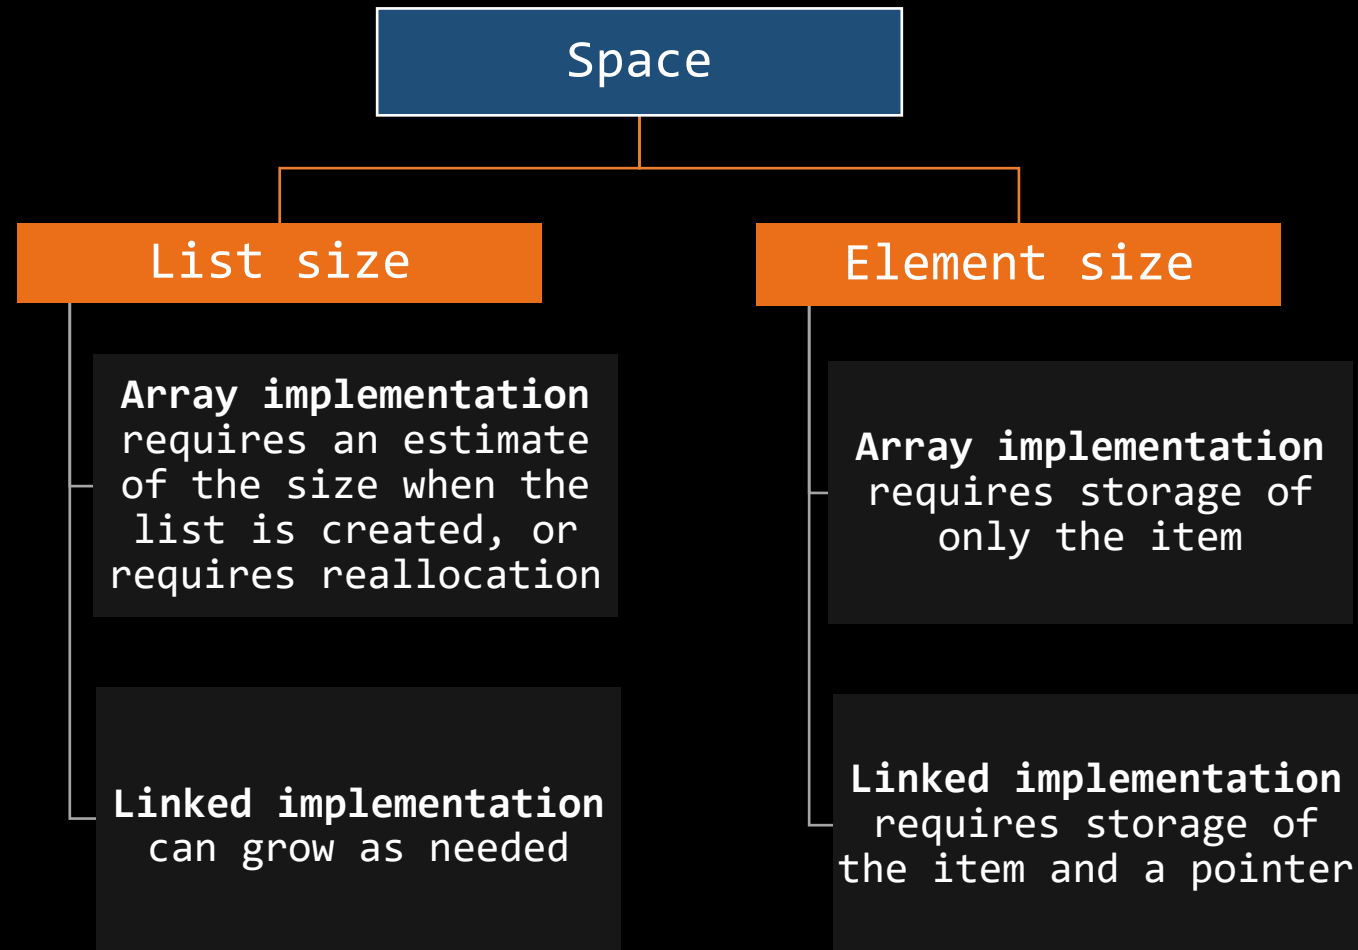 Space
List size
Array implementation
requires an estimate
of the size when the
list is created, or
requires reallocation
Linked implementation
can grow as needed
Element size
Array implementation
requires storage of
only the item
Linked implementation
requires storage of
the item and a pointer